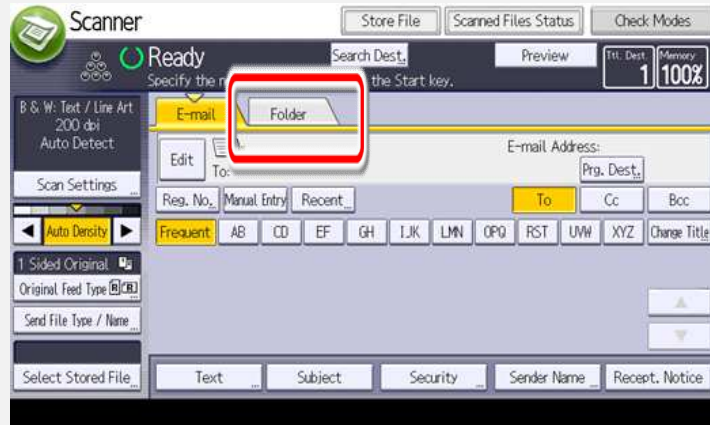 Scanner
Store File
Scanned Files Status
Check Modes
Ready
Search Dest.
Preview
Ttl. Dest.
1
Memory
100%
Specify the
the Start key.
B & W: Text / Line Art
200 dpi
Auto Detect
Scan Settings
Auto Density
1 Sided Original
Original Feed Type
Send File Type / Name
Select Stored File
E-mail
Folder
Edit
To:
E-mail Address:
Prg. Dest.
Reg. No.
Manual Entry
Recent
To
Cc
Bcc
Frequent
AB
CD
EF
GH
IJK
LMN
OPQ
RST
UVW
XYZ
Change Title
Text
Subject
Security
Sender Name
Recept. Notice